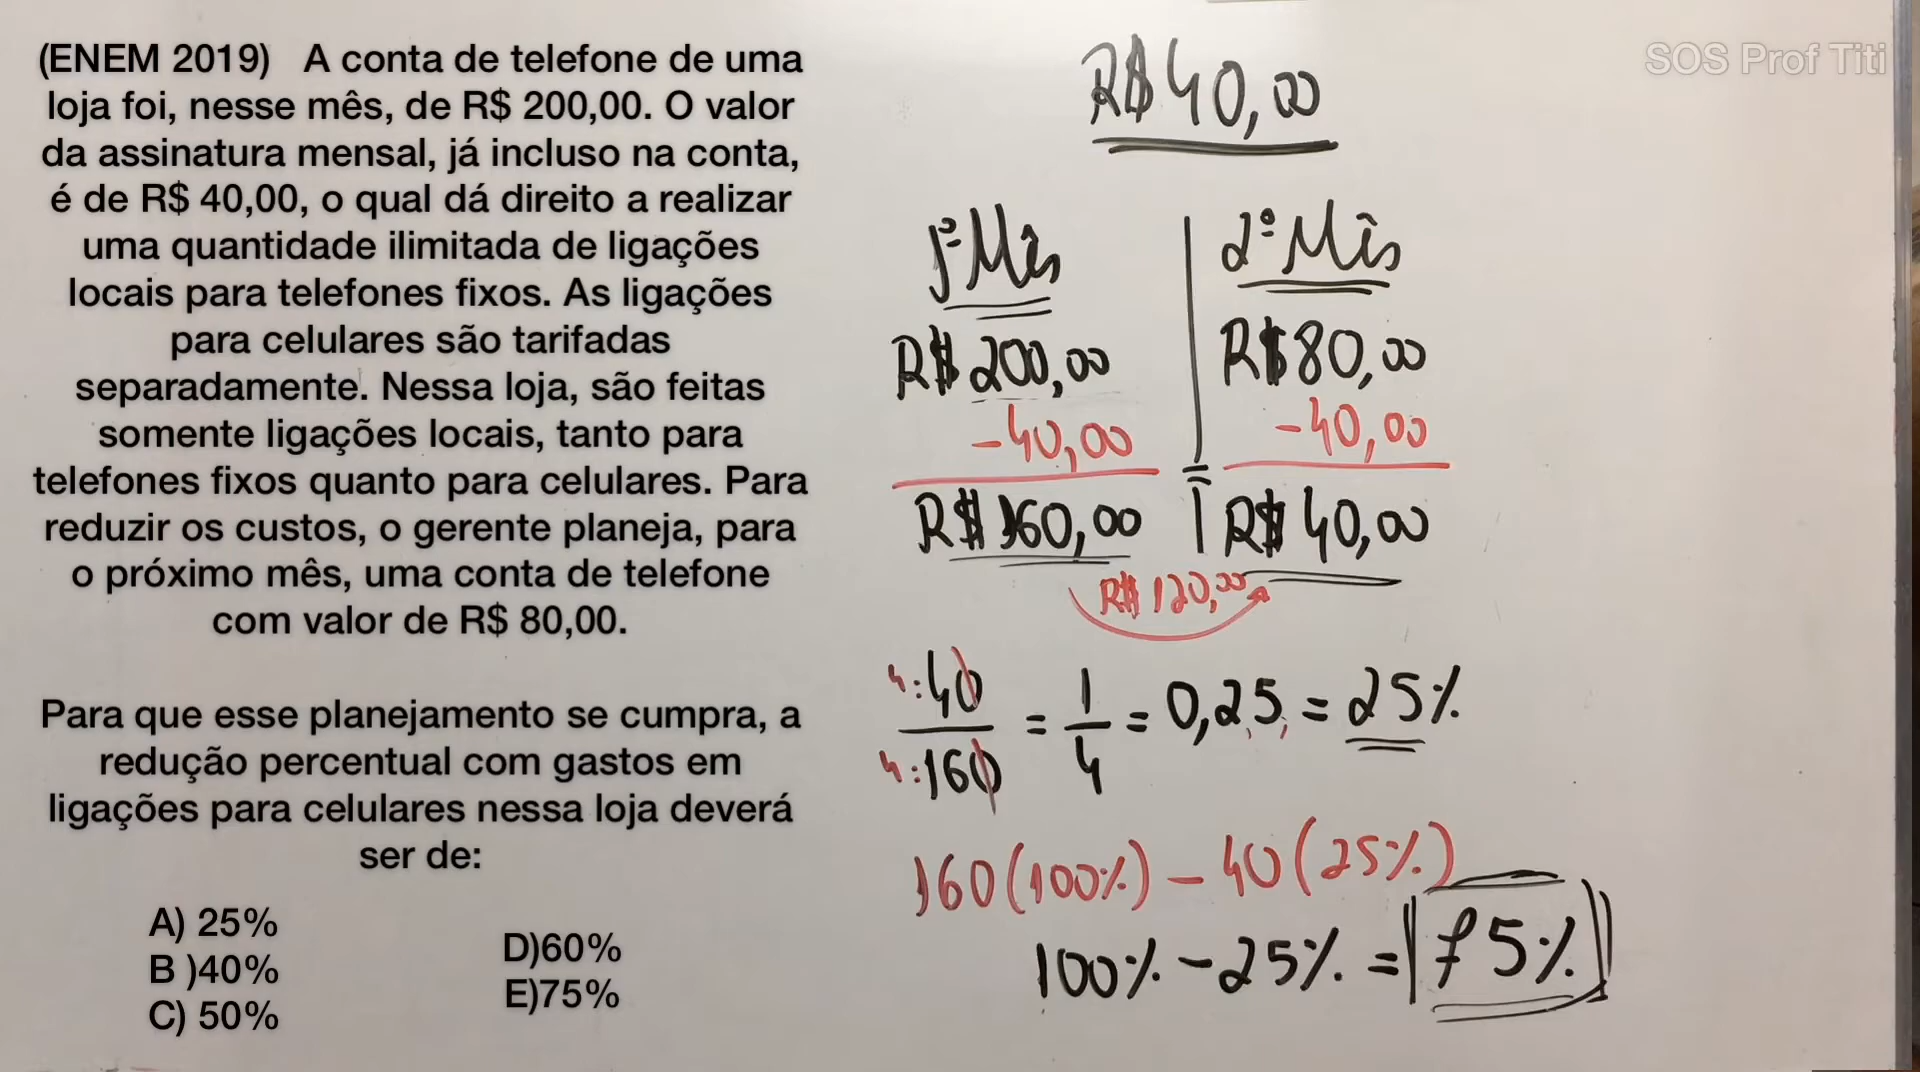 (ENEM 2019) A conta de telefone de uma
loja foi, nesse mês, de R$ 200,00. O valor
da assinatura mensal, já incluso na conta,
é de R$ 40,00, o qual dá direito a realizar
uma quantidade ilimitada de ligações
locais para telefones fixos. As ligações
para celulares são tarifadas
separadamente. Nessa loja, são feitas
somente ligações locais, tanto para
telefones fixos quanto para celulares. Para
reduzir os custos, o gerente planeja, para
o próximo mês, uma conta de telefone
com valor de R$ 80,00.
Para que esse planejamento se cumpra, a
redução percentual com gastos em
ligações para celulares nessa loja deverá
ser de:
A) 25%
B )40%
C) 50%
D)60%
E)75%
SOS Prof Titi
R$ 40,00
1º Mês
R$ 200,00
-40,00
R$ 160,00
2º Mês
R$ 80,00
-40,00
R$ 40,00
R$ 120,00
4:40
4:160
= 1/4 = 0,25 = 25%
160(100%) - 40(25%)
100% - 25% = 75%